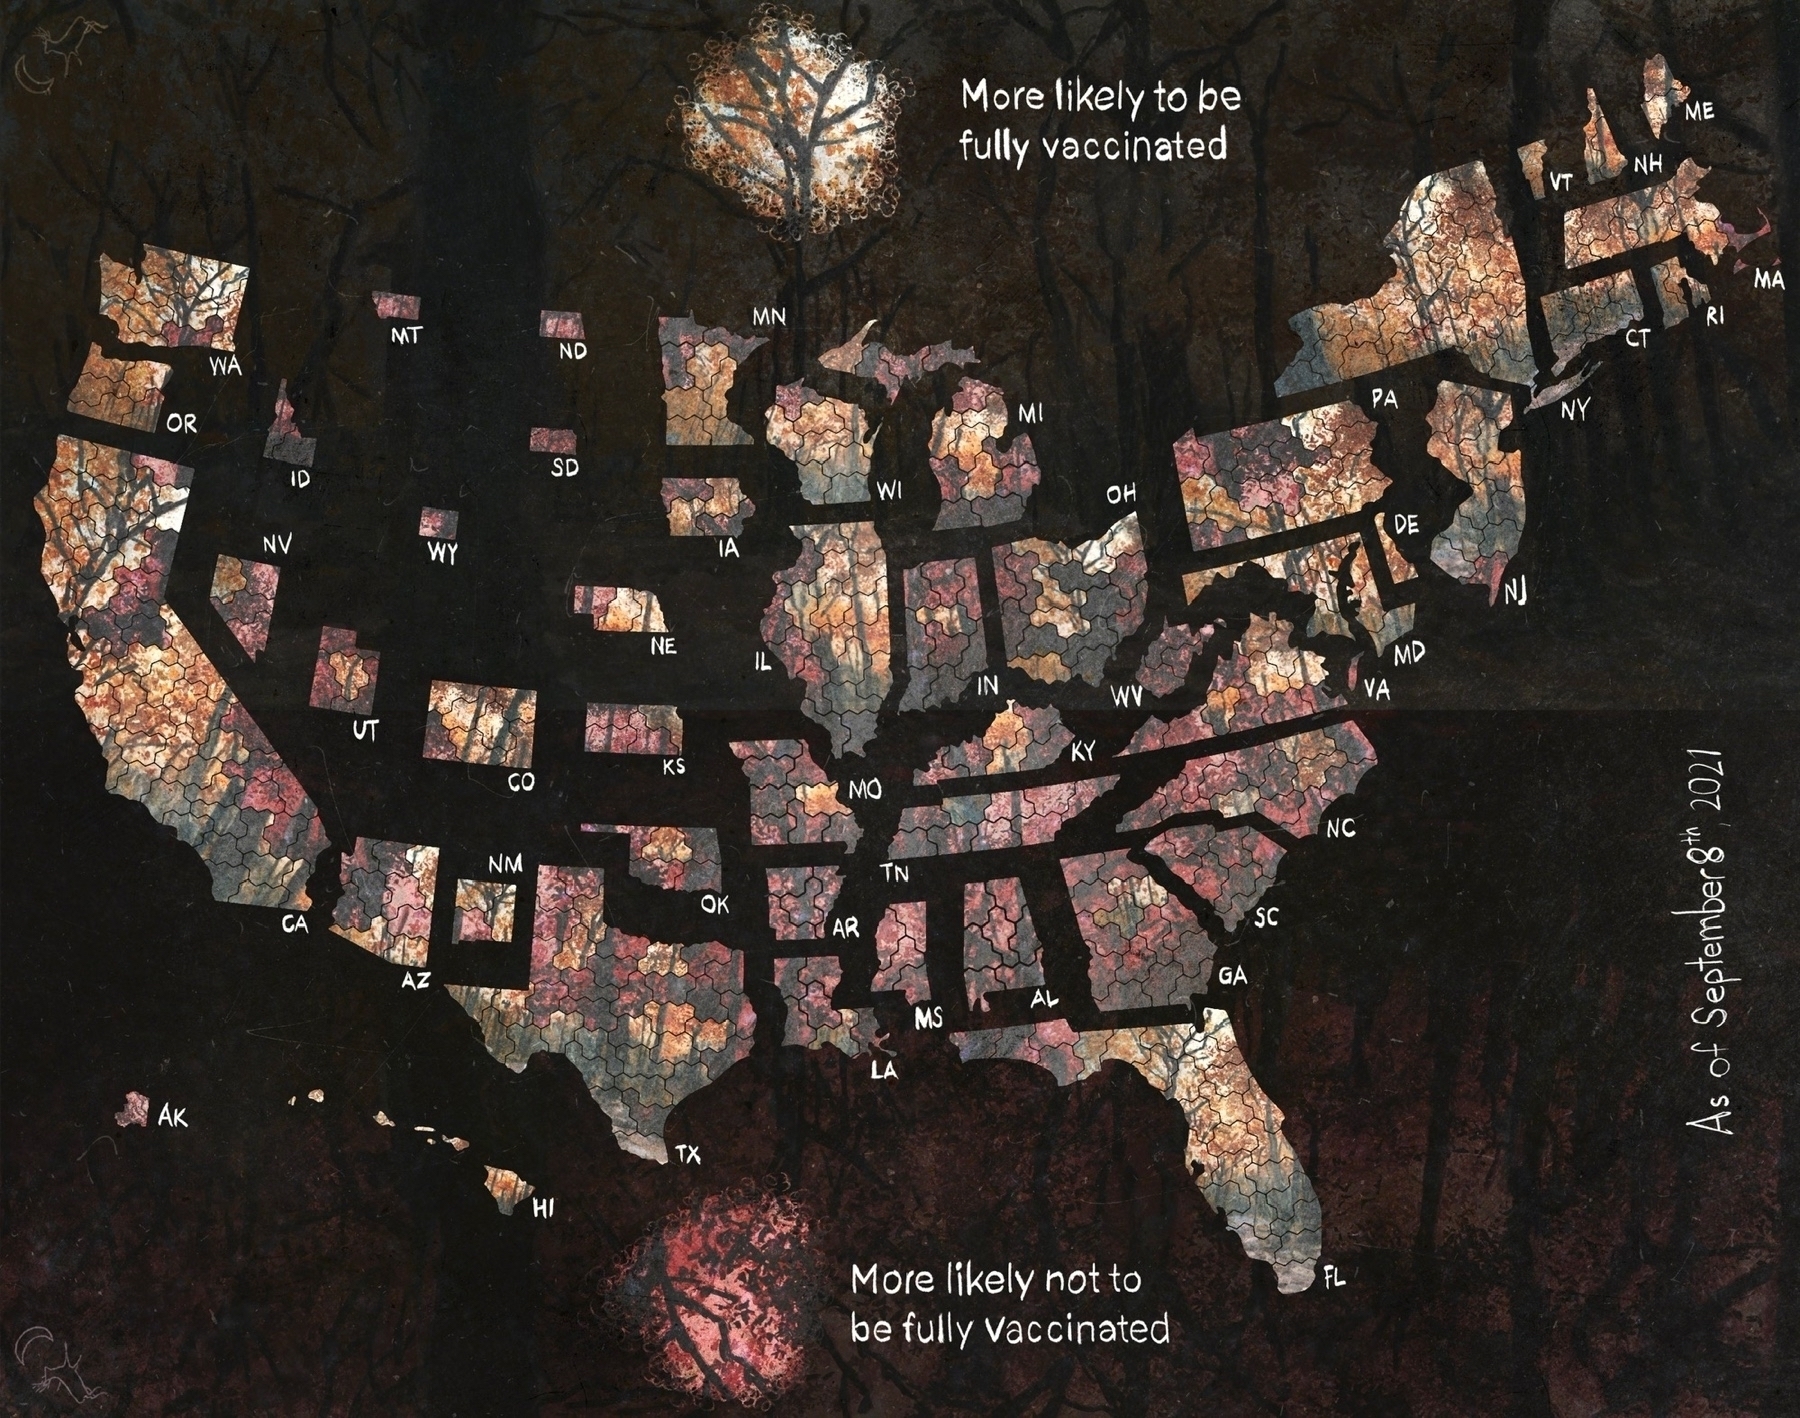 More likely to be
fully vaccinated
ME
NH
VT
MA
RI
CT
NY
PA
NJ
DE
MD
VA
WV
OH
MI
MN
WI
IA
IL
IN
KY
WA
OR
ID
MT
ND
SD
WY
NV
UT
CO
NE
KS
MO
CA
AZ
NM
OK
AR
TN
NC
SC
GA
AL
MS
LA
TX
FL
AK
HI
As of September 8th, 2021
More likely not to
be fully vaccinated